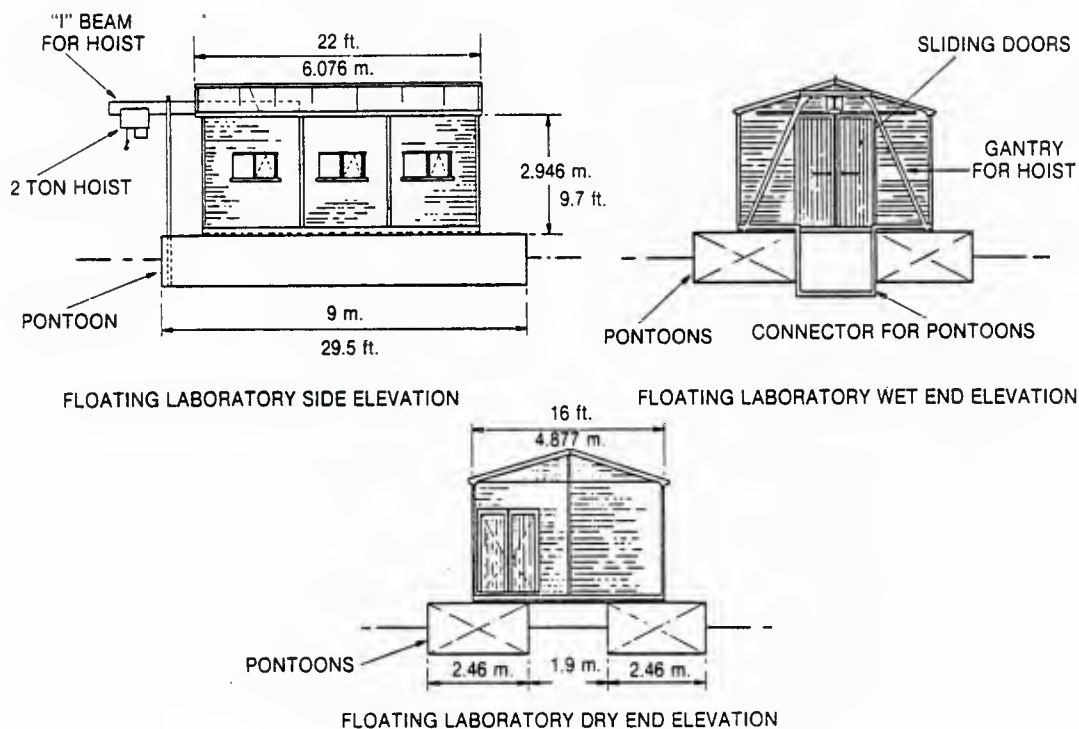 "I" BEAM
FOR HOIST
22 ft.
6.076 m.
2 TON HOIST
2.946 m.
9.7 ft.
PONTOON
9 m.
29.5 ft.
FLOATING LABORATORY SIDE ELEVATION
SLIDING DOORS
GANTRY
FOR HOIST
PONTOONS
CONNECTOR FOR PONTOONS
FLOATING LABORATORY WET END ELEVATION
16 ft.
4.877 m.
PONTOONS
2.46 m.
1.9 m.
2.46 m.
FLOATING LABORATORY DRY END ELEVATION